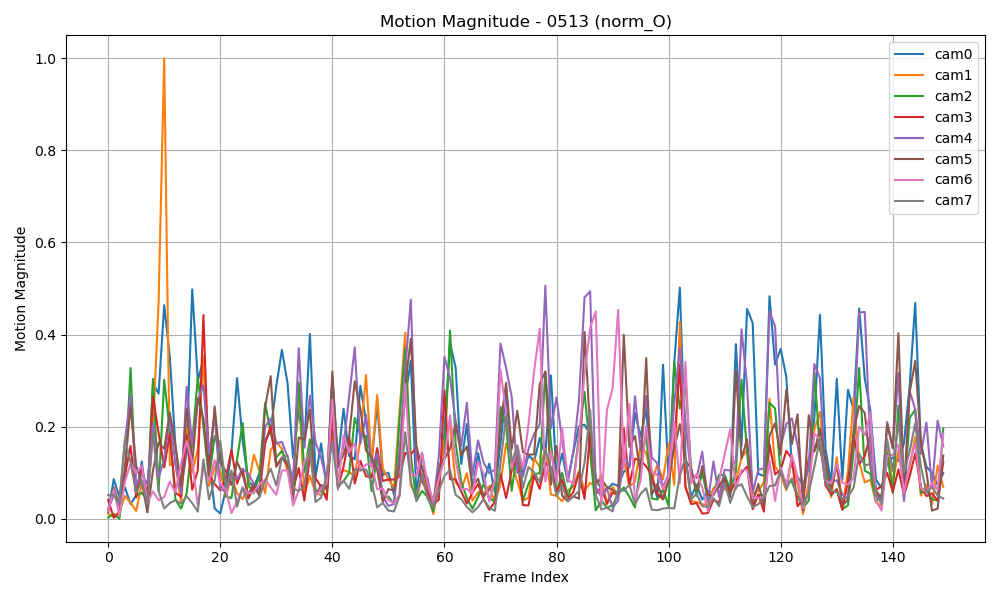 Motion Magnitude - 0513 (norm_O)
1.0
0.8
0.6
0.4
0.2
0.0
Motion Magnitude
0 20 40 60 80 100 120 140
Frame Index
cam0
cam1
cam2
cam3
cam4
cam5
cam6
cam7